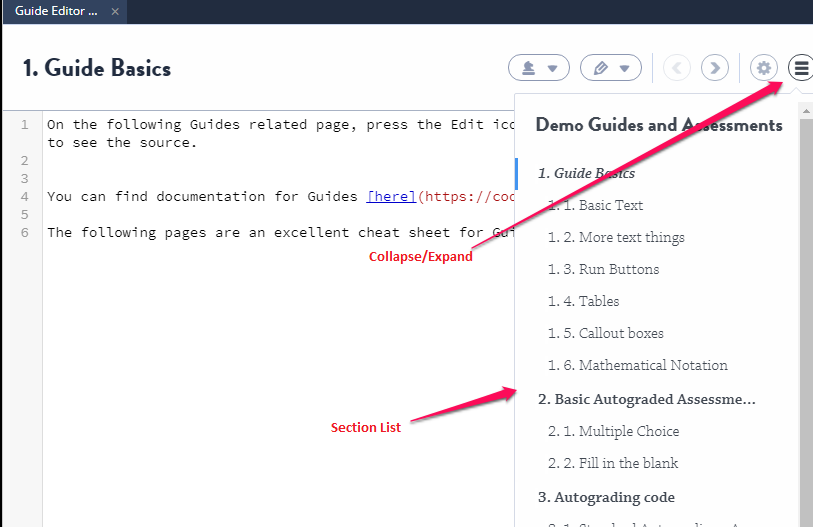 Guide Editor ... ×
1. Guide Basics
1 On the following Guides related page, press the Edit
to see the source.
2
3
4 You can find documentation for Guides [here](https://
5
6 The following pages are an excellent cheat sheet for
Collapse/Expand
Section List
Demo Guides and Assessments
1. Guide Basics
1. 1. Basic Text
1. 2. More text things
1. 3. Run Buttons
1. 4. Tables
1. 5. Callout boxes
1. 6. Mathematical Notation
2. Basic Autograded Assessme...
2. 1. Multiple Choice
2. 2. Fill in the blank
3. Autograding code